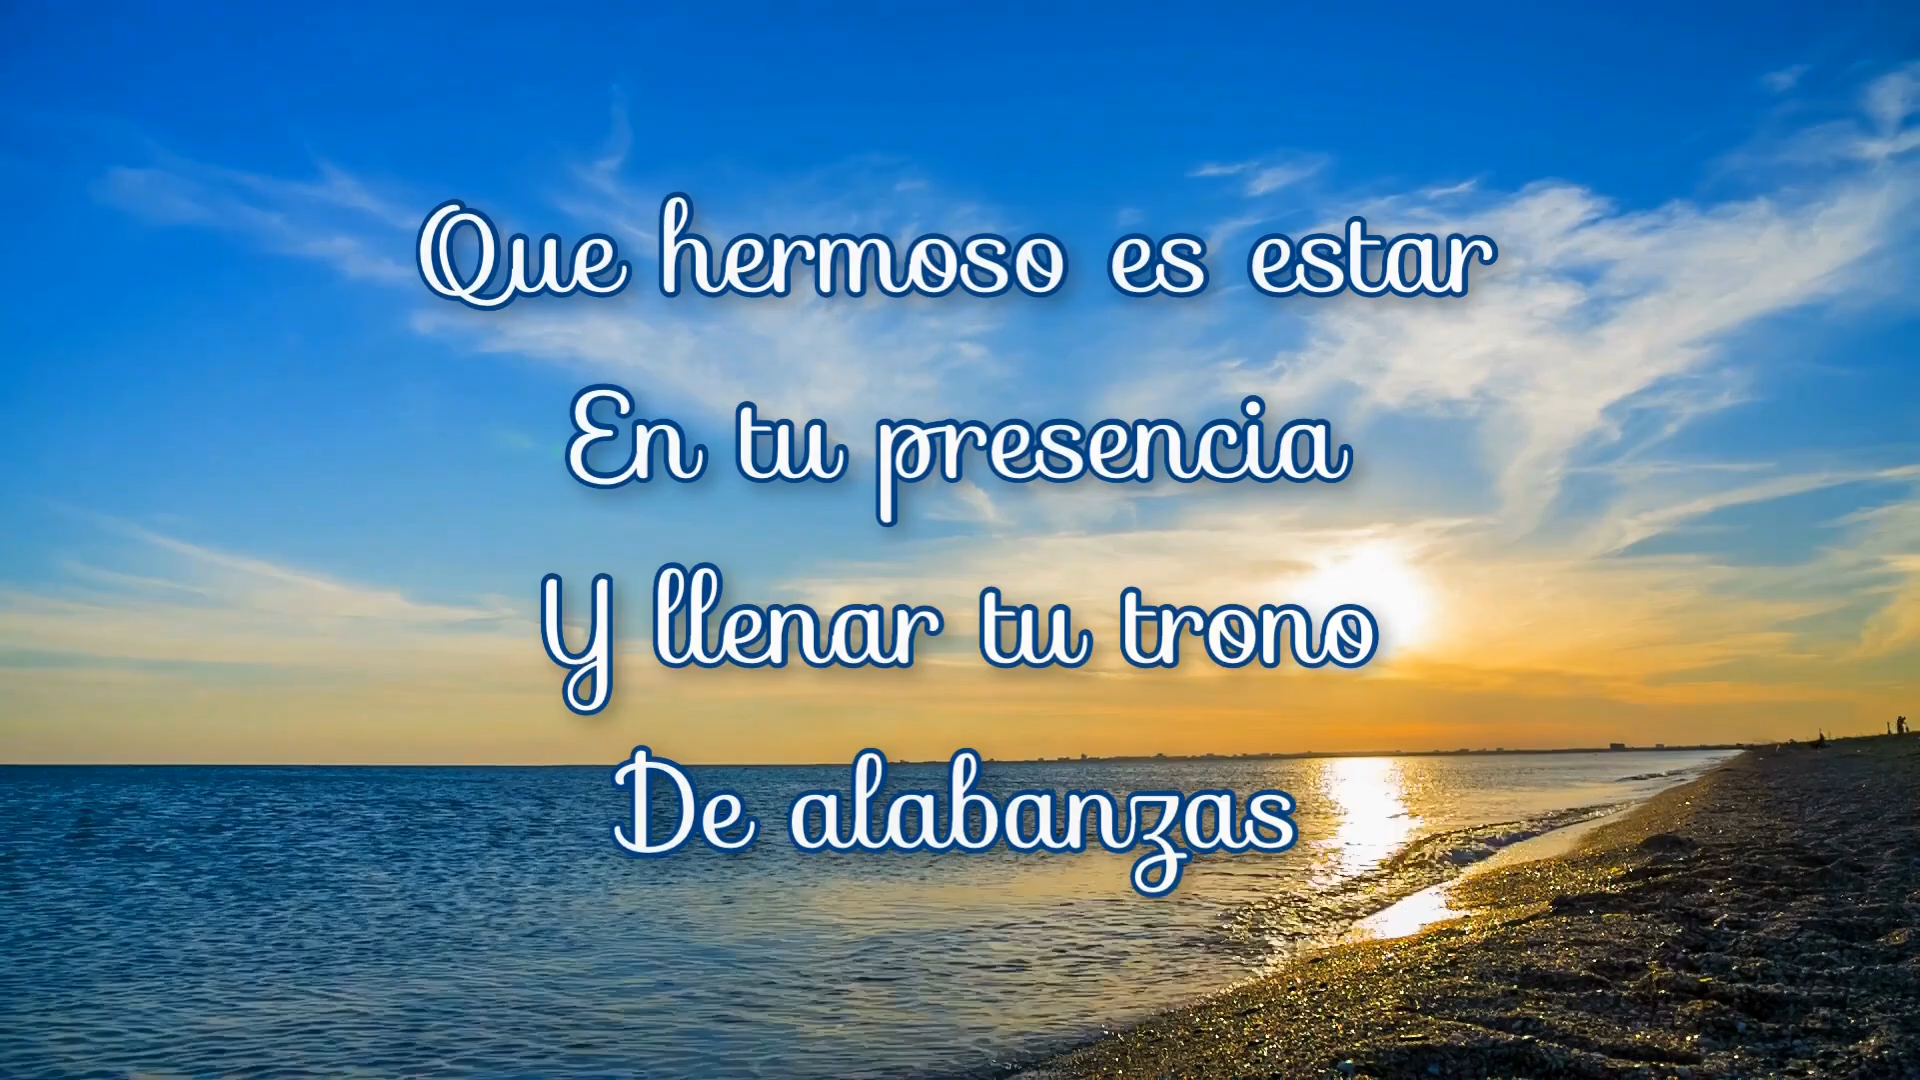 Que hermoso es estar
En tu presencia
Y llenar tu trono
De alabanzas